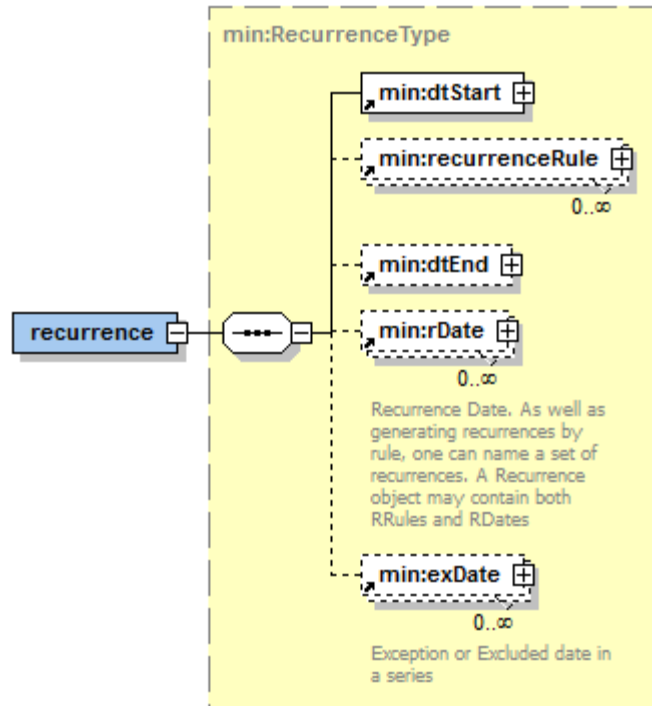 min:RecurrenceType
min:dtStart
min:recurrenceRule
0..∞
min:dtEnd
recurrence
min:rDate
0..∞
Recurrence Date. As well as
generating recurrences by
rule, one can name a set of
recurrences. A Recurrence
object may contain both
RRules and RDates
min:exDate
0..∞
Exception or Excluded date in
a series